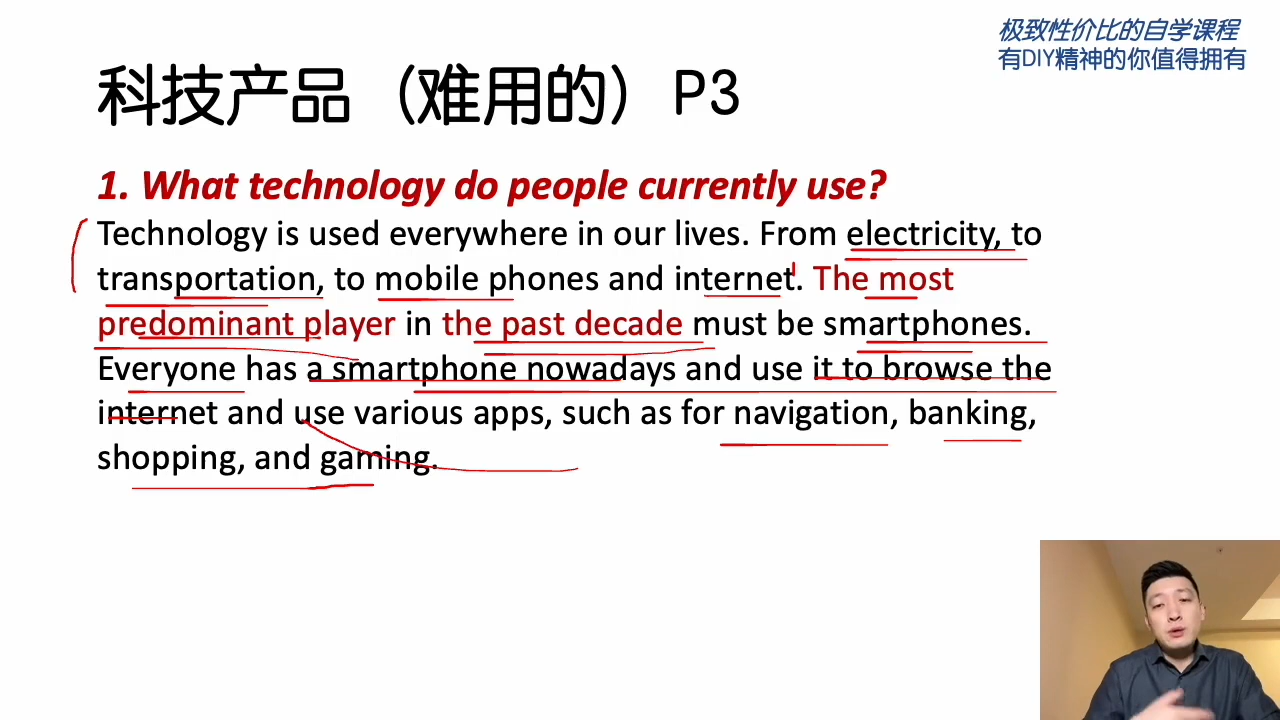 极致性价比的自学课程
有DIY精神的你值得拥有
科技产品（难用的）P3
1. What technology do people currently use?
Technology is used everywhere in our lives. From electricity, to
transportation, to mobile phones and internet. The most
predominant player in the past decade must be smartphones.
Everyone has a smartphone nowadays and use it to browse the
internet and use various apps, such as for navigation, banking,
shopping, and gaming.